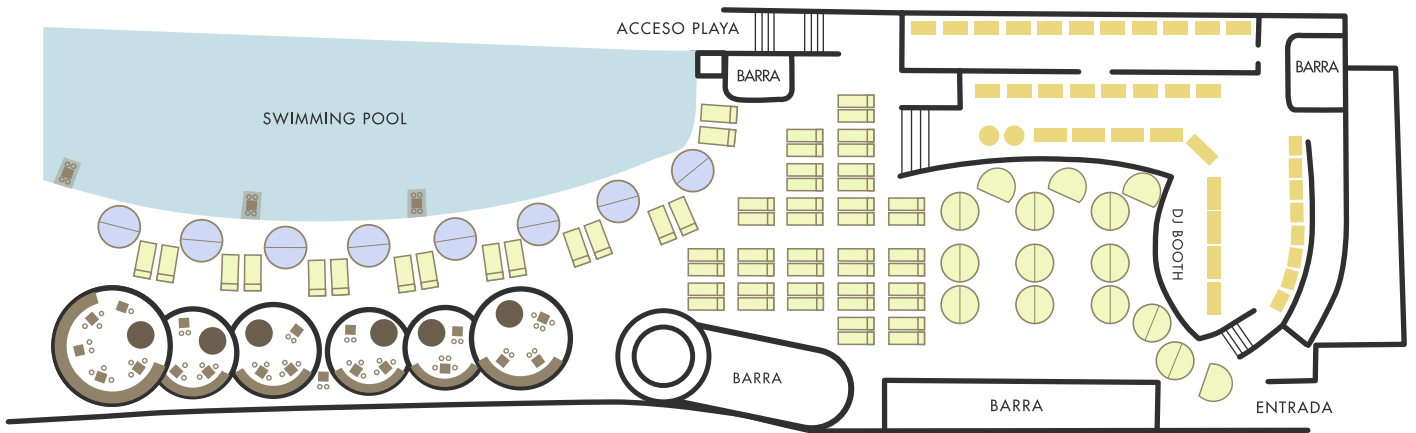 ACCESO PLAYA
BARRA
BARRA
SWIMMING POOL
DJ BOOTH
BARRA
BARRA
ENTRADA